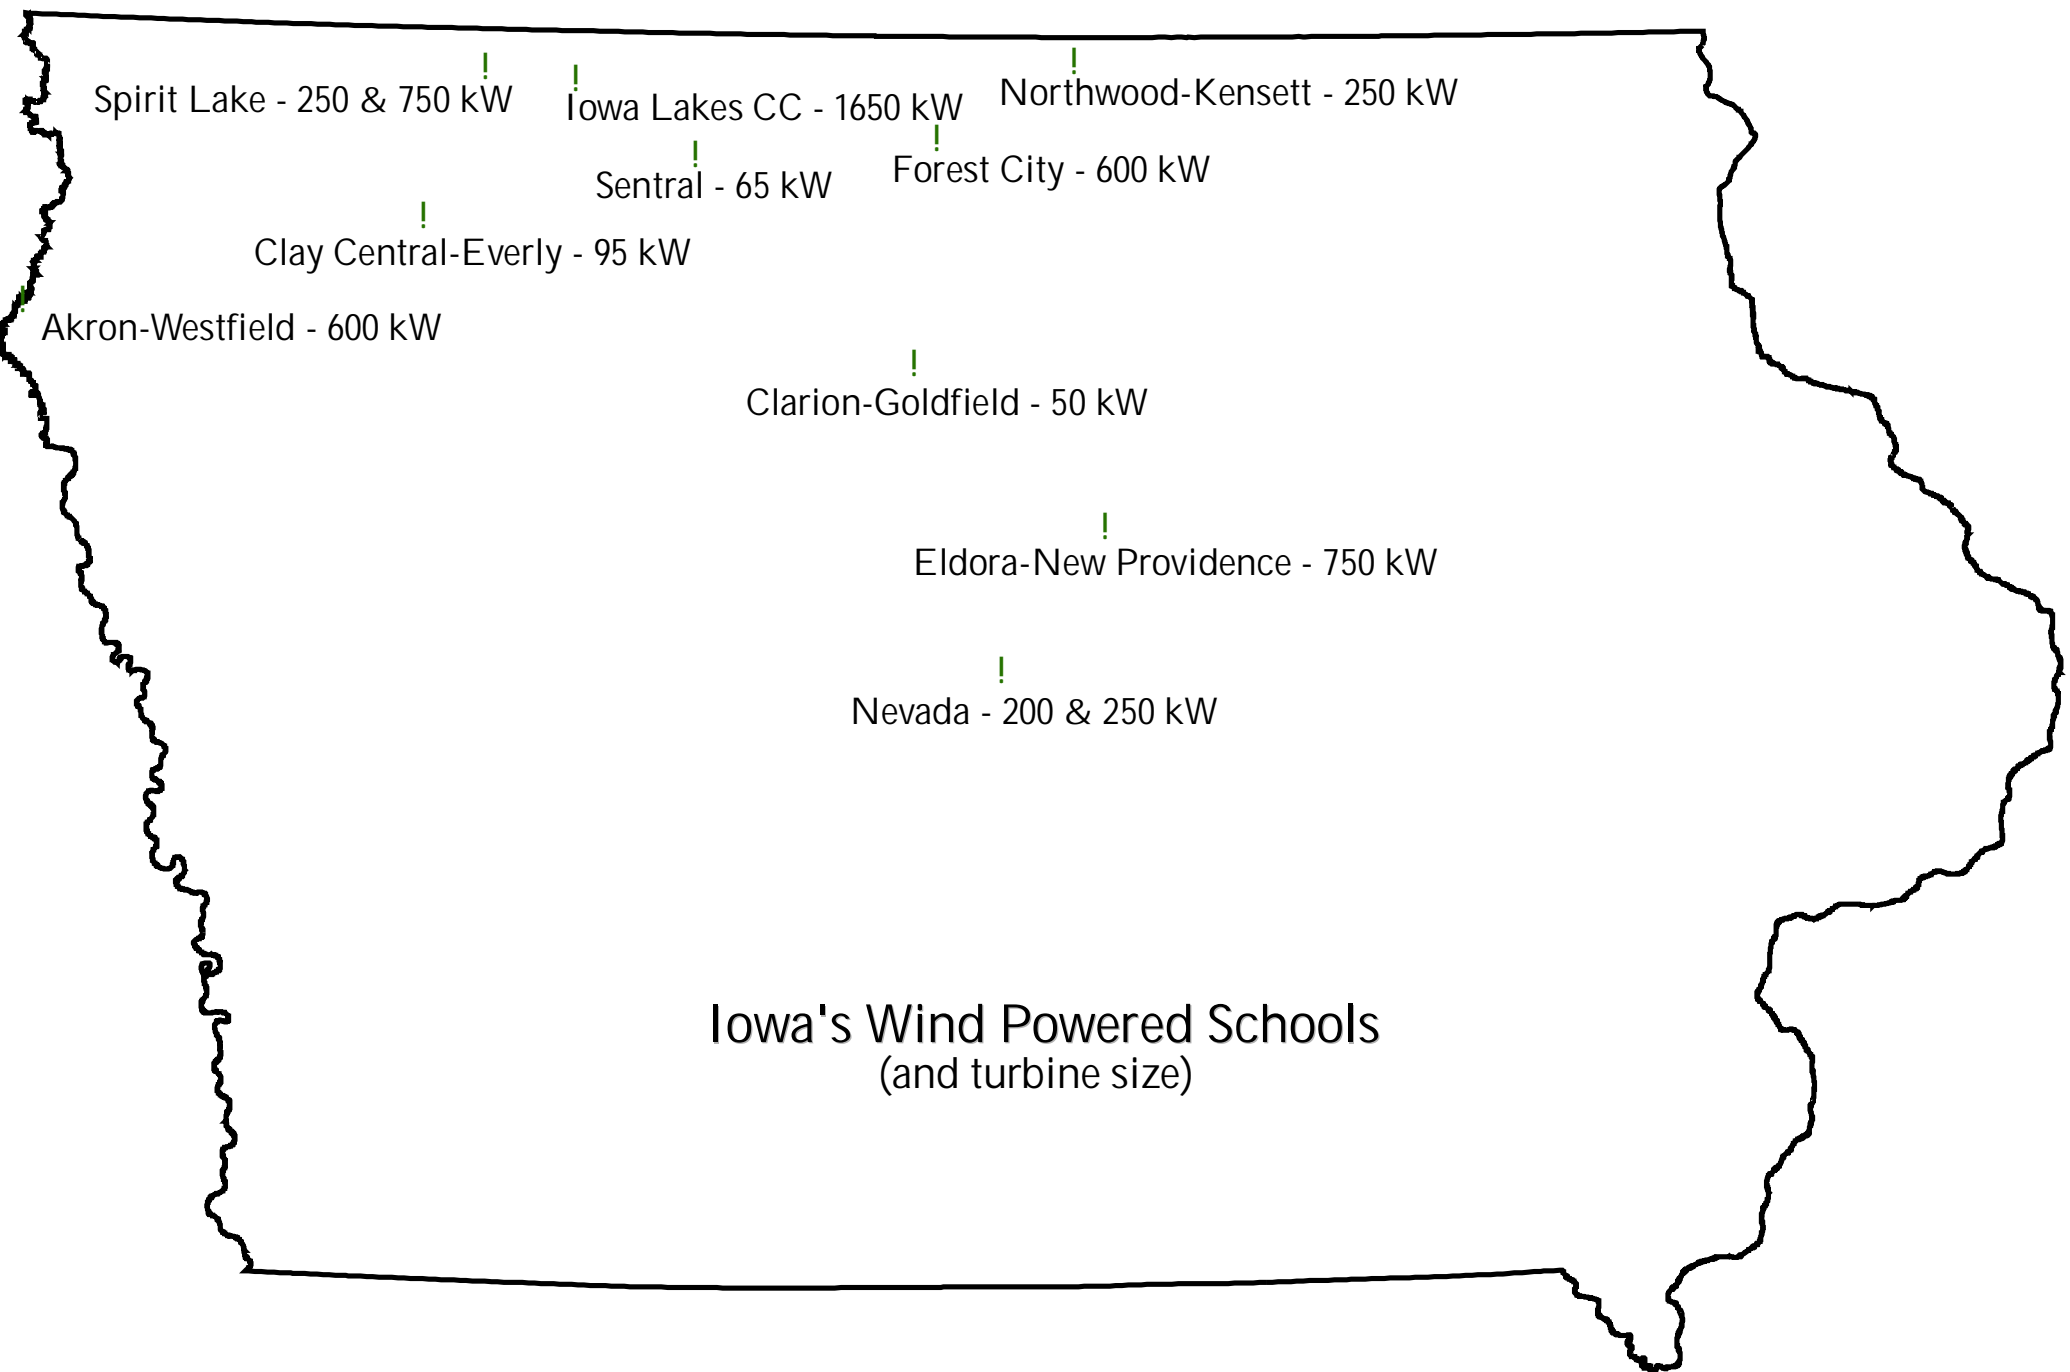 Spirit Lake - 250 & 750 kW
Iowa Lakes CC - 1650 kW
Northwood-Kensett - 250 kW
Sentral - 65 kW
Forest City - 600 kW
Clay Central-Everly - 95 kW
Akron-Westfield - 600 kW
Clarion-Goldfield - 50 kW
Eldora-New Providence - 750 kW
Nevada - 200 & 250 kW
Iowa's Wind Powered Schools
(and turbine size)